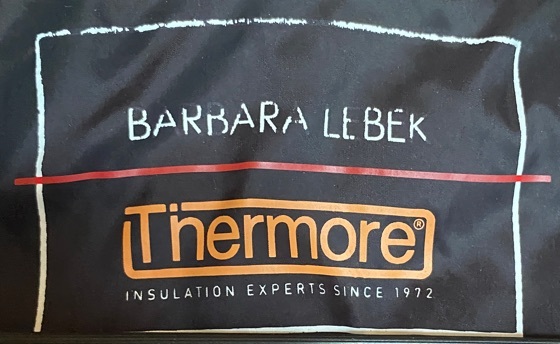 BARBARA LEBEK
Thermore®
INSULATION EXPERTS SINCE 1972